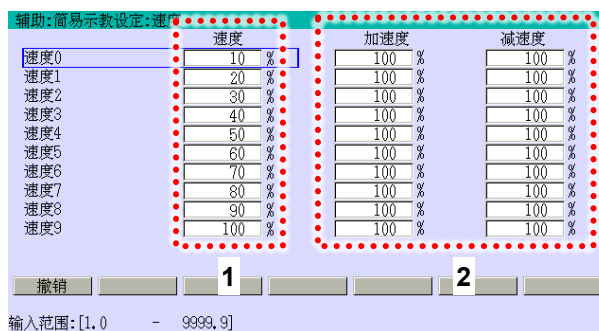 辅助:简易示教设定:速度
速度 加速度 减速度
速度0 10 % 100 % 100 %
速度1 20 % 100 % 100 %
速度2 30 % 100 % 100 %
速度3 40 % 100 % 100 %
速度4 50 % 100 % 100 %
速度5 60 % 100 % 100 %
速度6 70 % 100 % 100 %
速度7 80 % 100 % 100 %
速度8 90 % 100 % 100 %
速度9 100 % 100 % 100 %
撤销 1 2
输入范围:[1.0 - 9999.9]